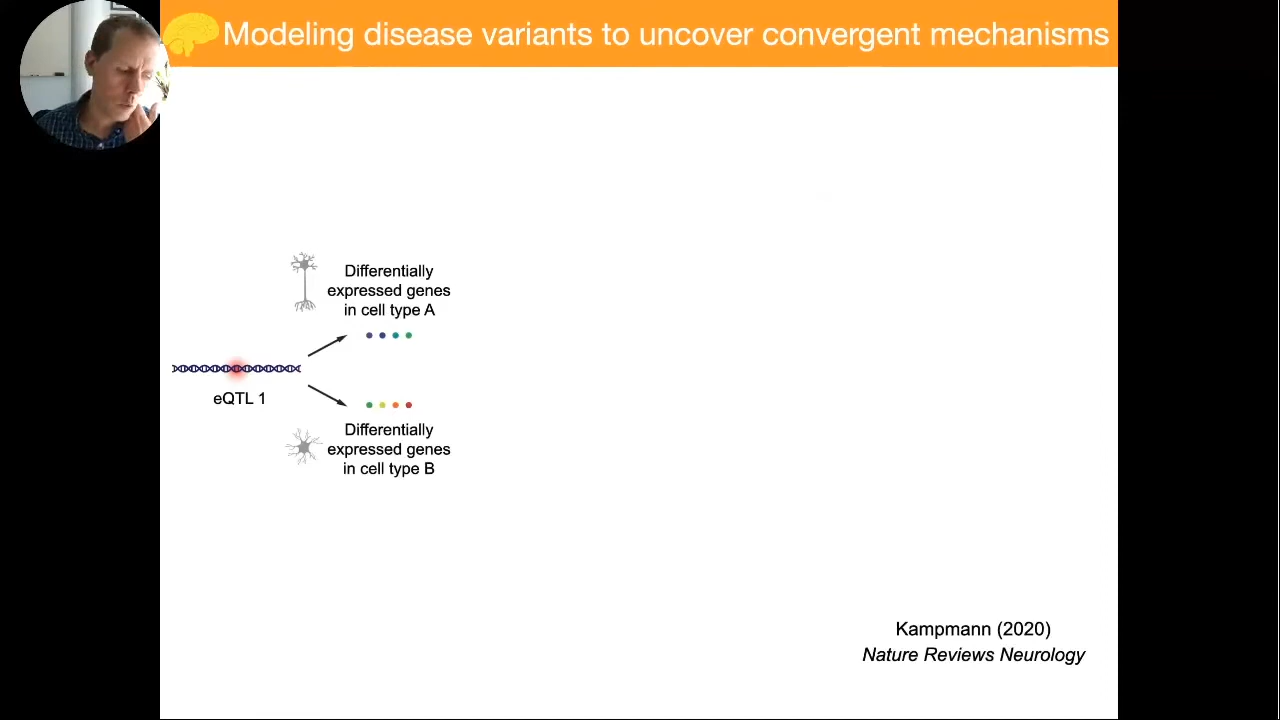 Modeling disease variants to uncover convergent mechanisms
Differentially
expressed genes
in cell type A
eQTL 1
Differentially
expressed genes
in cell type B
Kampmann (2020)
Nature Reviews Neurology